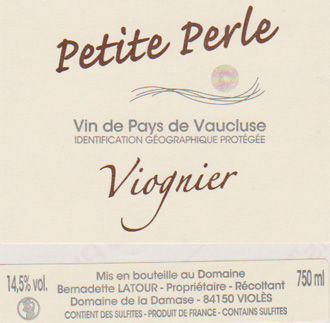 Petite Perle
Vin de Pays de Vaucluse
IDENTIFICATION GÉOGRAPHIQUE PROTÉGÉE
Viognier
14,5% vol.
Mis en bouteille au Domaine
750 ml
Bernadette LATOUR - Propriétaire - Récoltant
Domaine de la Damase - 84150 VIOLÈS
CONTIENT DES SULFITES - PRODUIT DE FRANCE - CONTAINS SULFITES